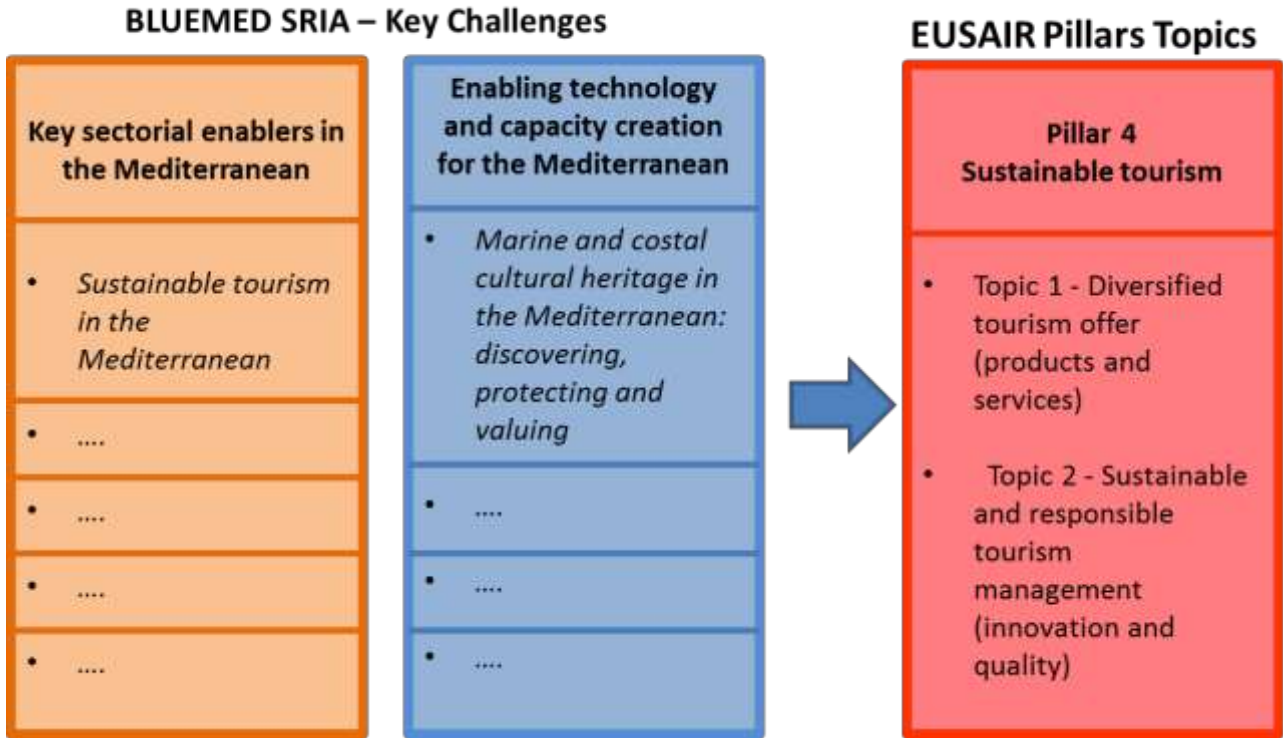 BLUEMED SRIA – Key Challenges
Key sectorial enablers in
the Mediterranean
• Sustainable tourism
in the
Mediterranean
• ....
• ....
• ....
• ....
Enabling technology
and capacity creation
for the Mediterranean
• Marine and costal
cultural heritage in
the Mediterranean:
discovering,
protecting and
valuing
• ....
• ....
• ....
EUSAIR Pillars Topics
Pillar 4
Sustainable tourism
• Topic 1 - Diversified
tourism offer
(products and
services)
• Topic 2 - Sustainable
and responsible
tourism
management
(innovation and
quality)